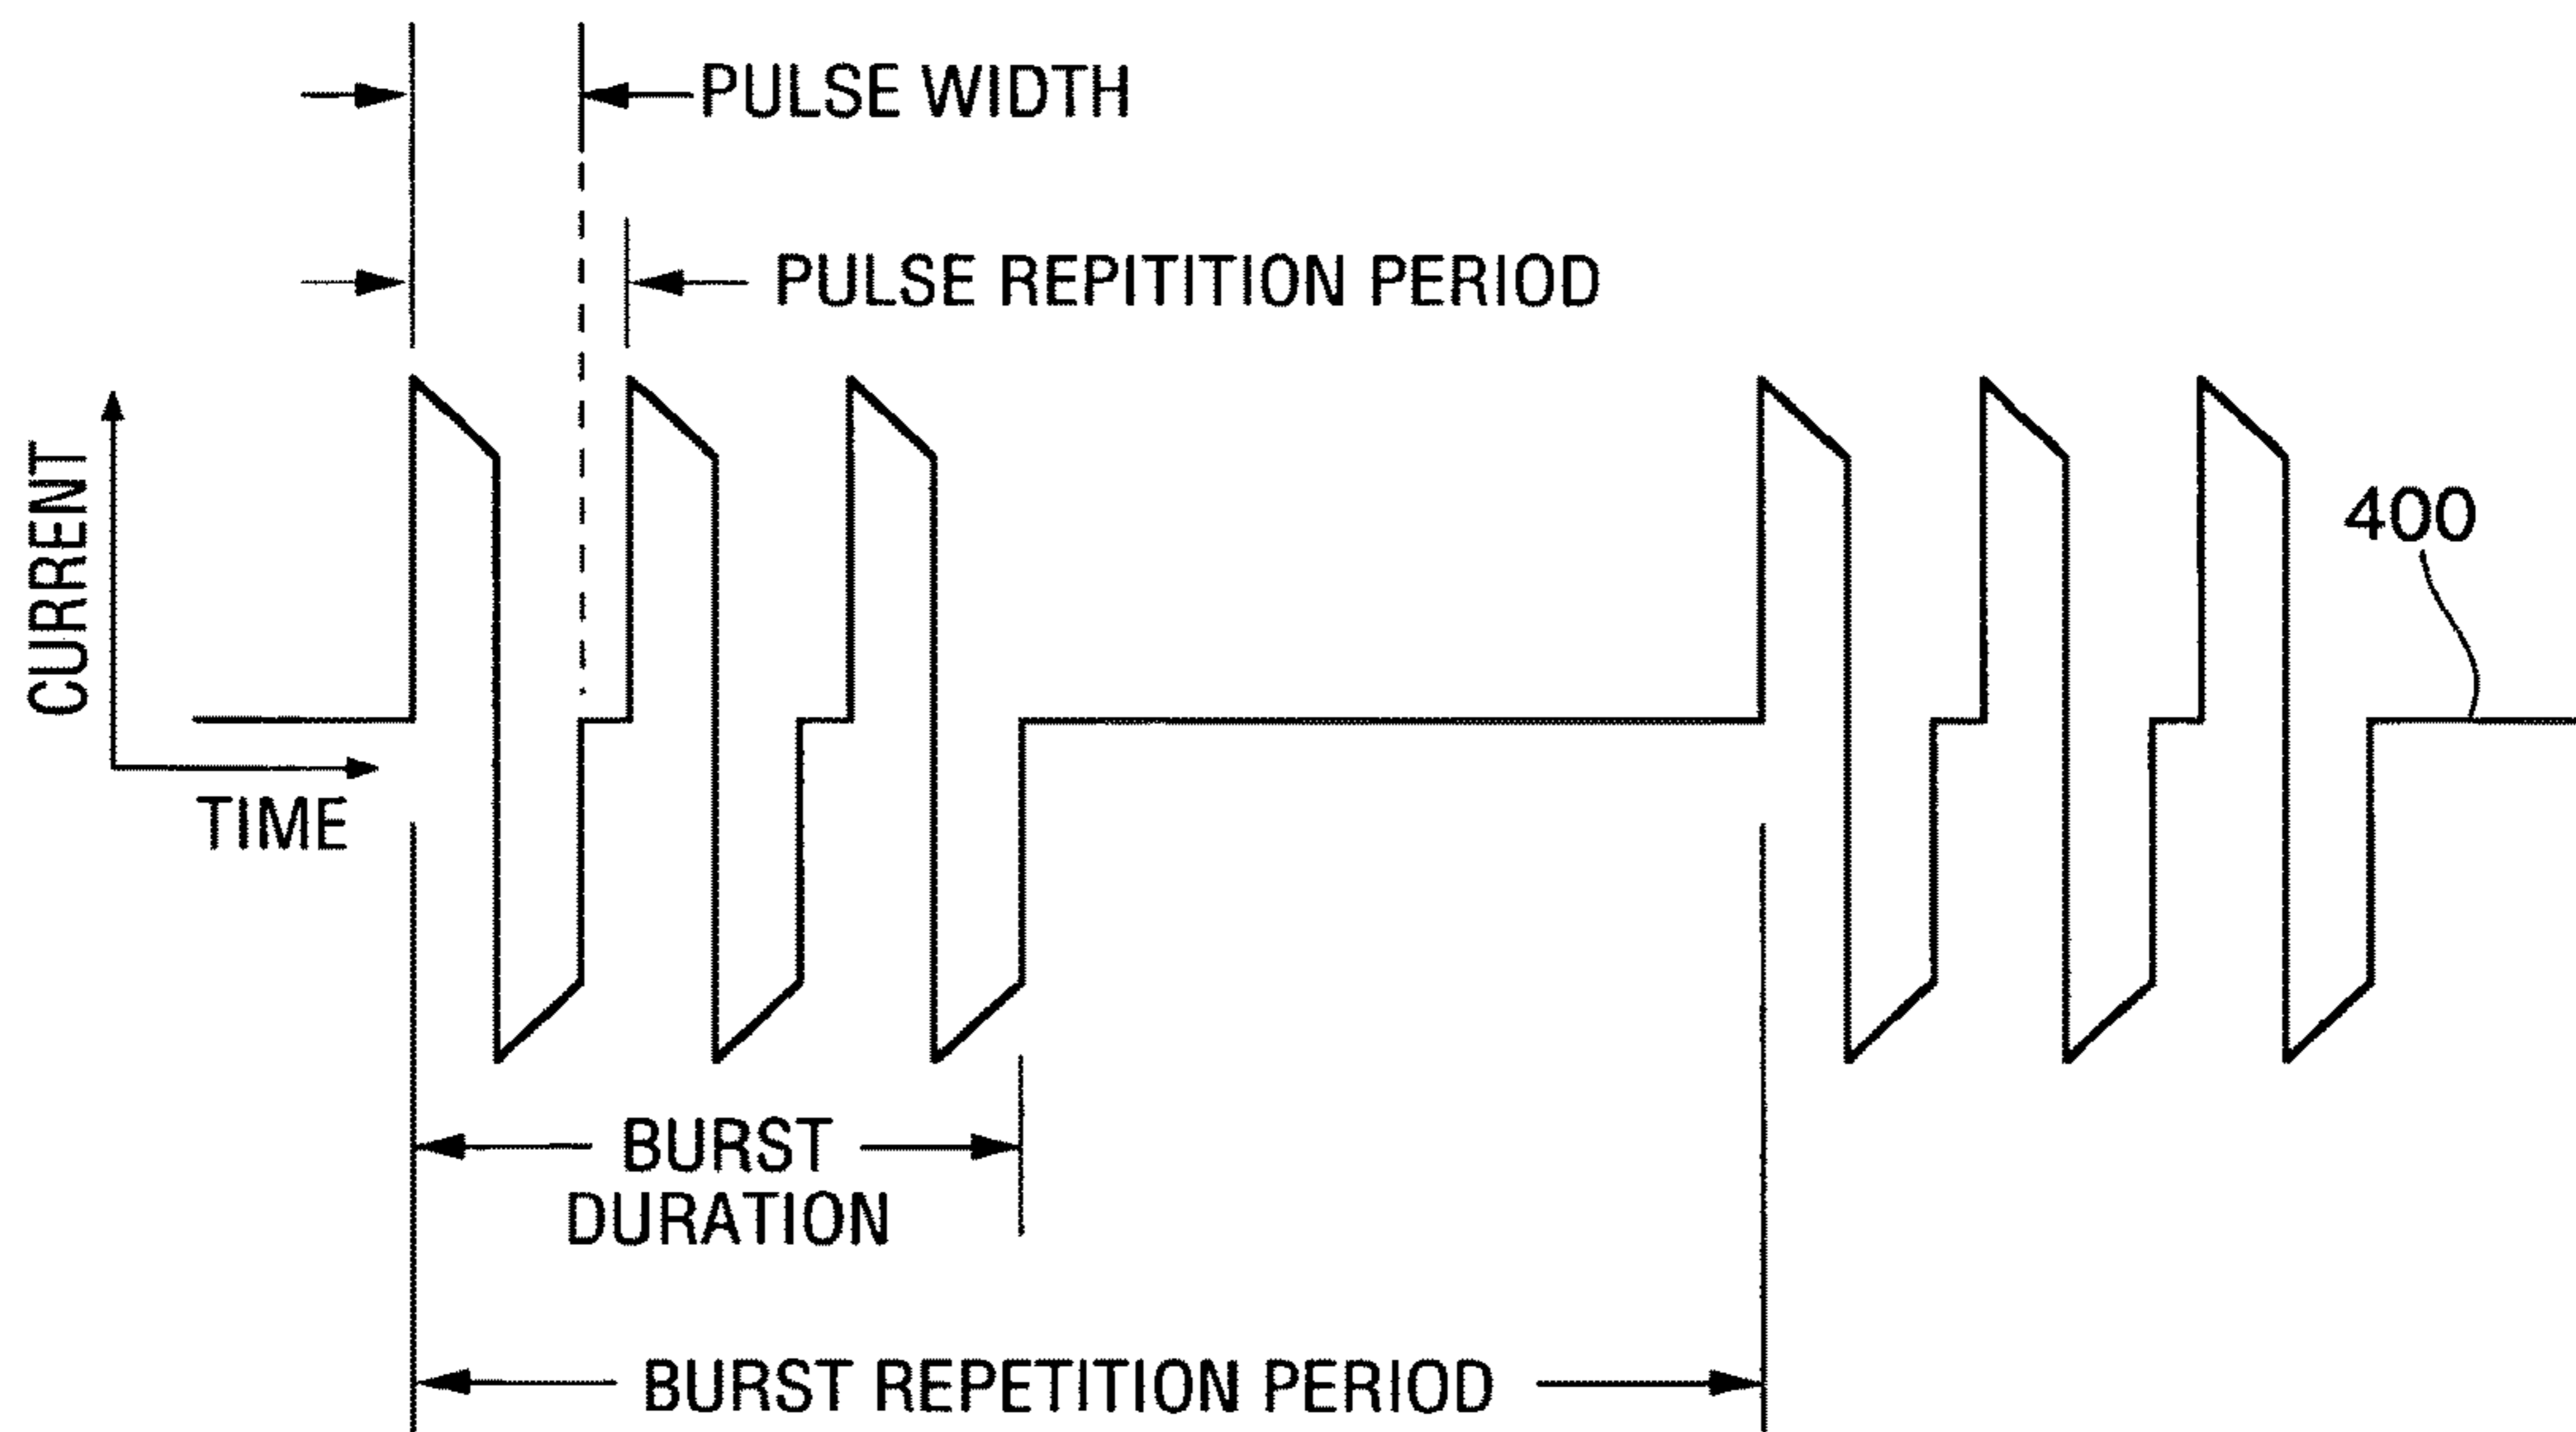 PULSE WIDTH
PULSE REPITITION PERIOD
CURRENT
400
TIME
BURST
DURATION
BURST REPETITION PERIOD